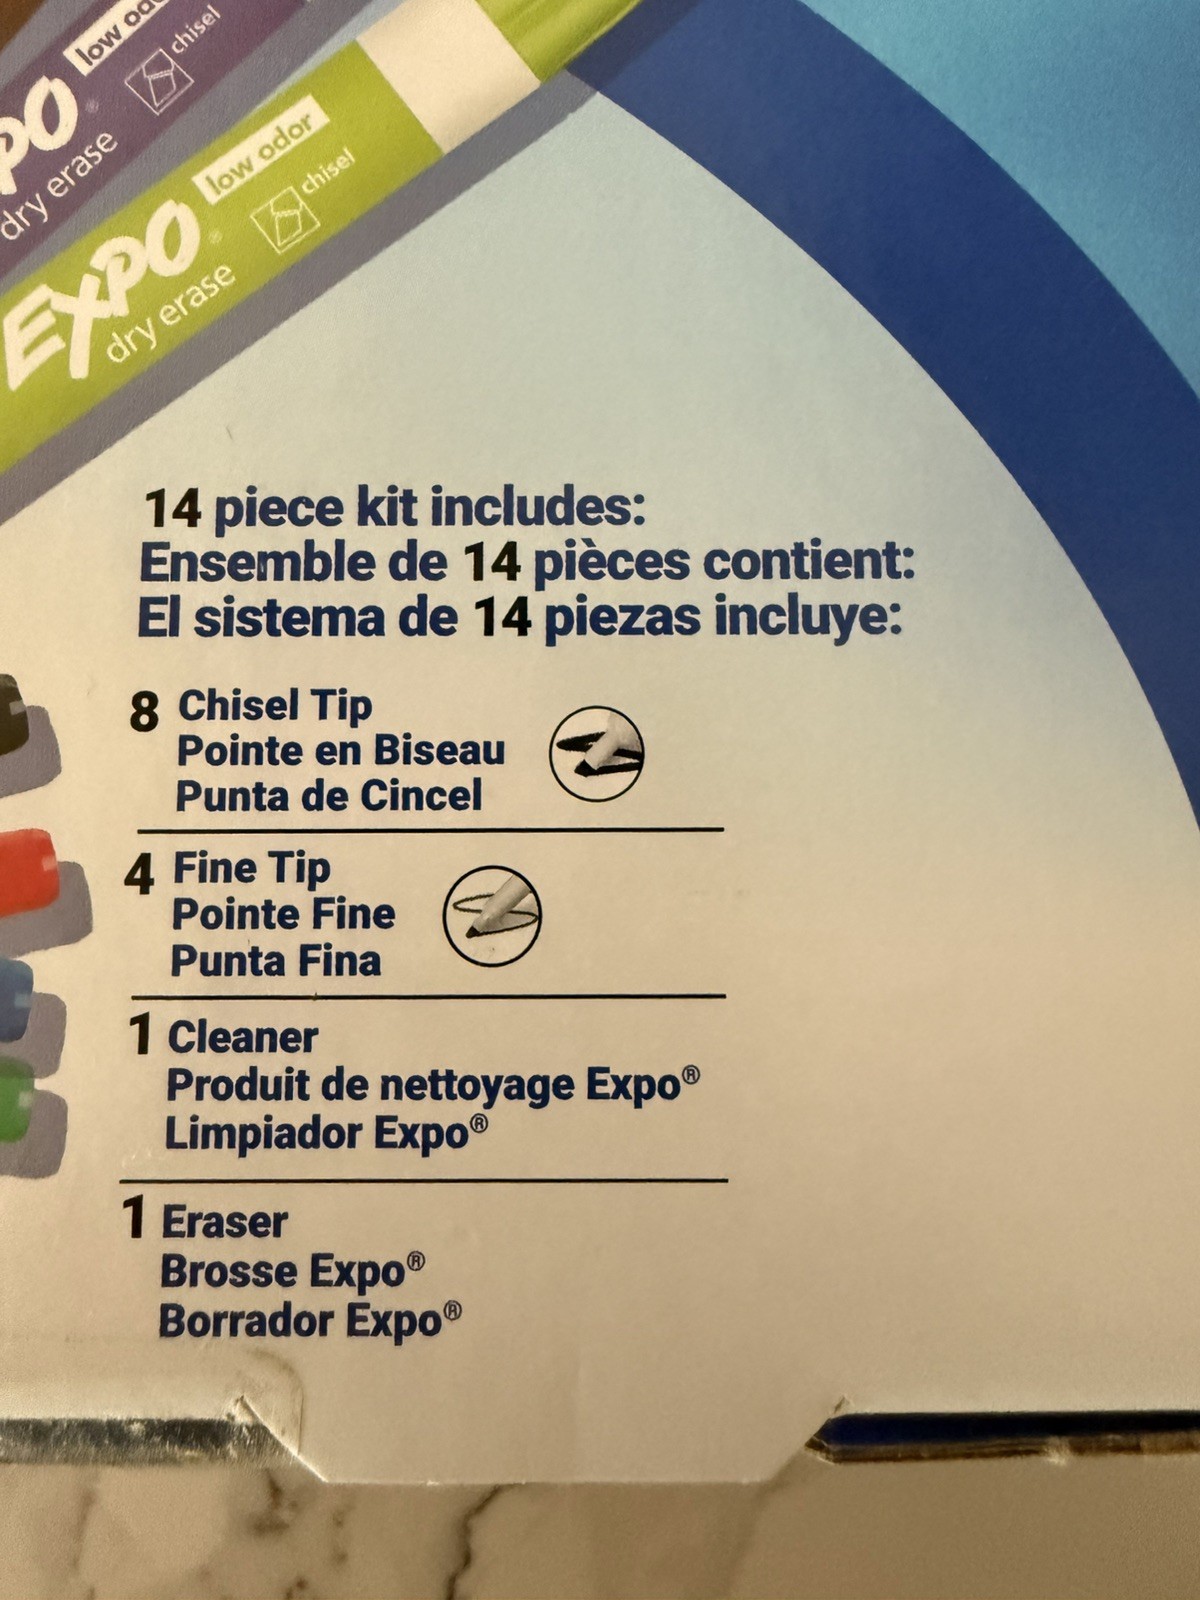 low
chisel
dry erase
low odor
chisel
EXPO®
dry erase
14 piece kit includes:
Ensemble de 14 pièces contient:
El sistema de 14 piezas incluye:
8 Chisel Tip
Pointe en Biseau
Punta de Cincel
4 Fine Tip
Pointe Fine
Punta Fina
1 Cleaner
Produit de nettoyage Expo®
Limpiador Expo®
1 Eraser
Brosse Expo®
Borrador Expo®